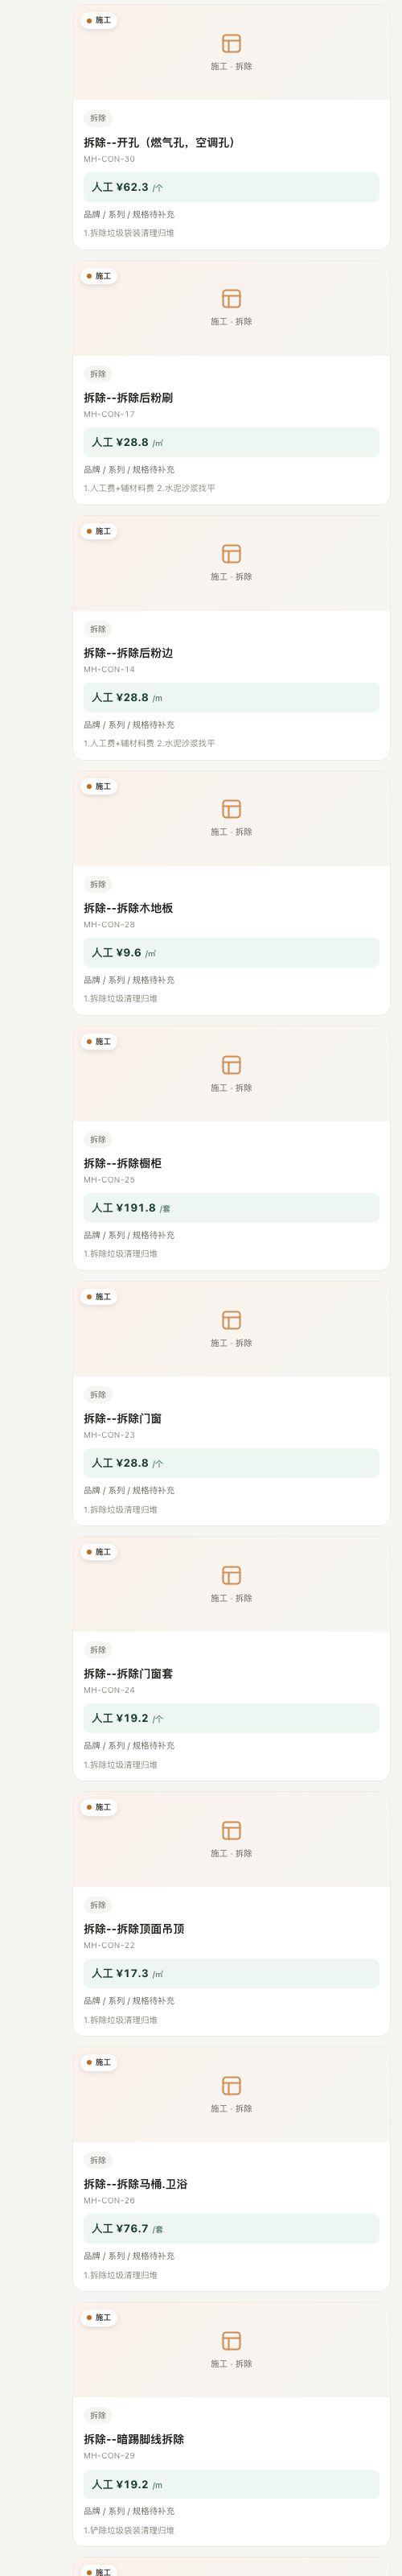 施工
施工 · 拆除
拆除
拆除--开孔（燃气孔，空调孔）
MH-CON-30
人工 ¥62.3 /个
品牌 / 系列 / 规格待补充
1.拆除垃圾袋装清理归堆
施工
施工 · 拆除
拆除
拆除--拆除后粉刷
MH-CON-17
人工 ¥28.8 /㎡
品牌 / 系列 / 规格待补充
1.人工费+辅材料费 2.水泥沙浆找平
施工
施工 · 拆除
拆除
拆除--拆除后粉边
MH-CON-14
人工 ¥28.8 /m
品牌 / 系列 / 规格待补充
1.人工费+辅材料费 2.水泥沙浆找平
施工
施工 · 拆除
拆除
拆除--拆除木地板
MH-CON-28
人工 ¥9.6 /㎡
品牌 / 系列 / 规格待补充
1.拆除垃圾清理归堆
施工
施工 · 拆除
拆除
拆除--拆除橱柜
MH-CON-25
人工 ¥191.8 /套
品牌 / 系列 / 规格待补充
1.拆除垃圾清理归堆
施工
施工 · 拆除
拆除
拆除--拆除门窗
MH-CON-23
人工 ¥28.8 /个
品牌 / 系列 / 规格待补充
1.拆除垃圾清理归堆
施工
施工 · 拆除
拆除
拆除--拆除门窗套
MH-CON-24
人工 ¥19.2 /个
品牌 / 系列 / 规格待补充
1.拆除垃圾清理归堆
施工
施工 · 拆除
拆除
拆除--拆除顶面吊顶
MH-CON-22
人工 ¥17.3 /㎡
品牌 / 系列 / 规格待补充
1.拆除垃圾清理归堆
施工
施工 · 拆除
拆除
拆除--拆除马桶.卫浴
MH-CON-26
人工 ¥76.7 /套
品牌 / 系列 / 规格待补充
1.拆除垃圾清理归堆
施工
施工 · 拆除
拆除
拆除--暗踢脚线拆除
MH-CON-29
人工 ¥19.2 /m
品牌 / 系列 / 规格待补充
1.铲除垃圾袋装清理归堆
施工